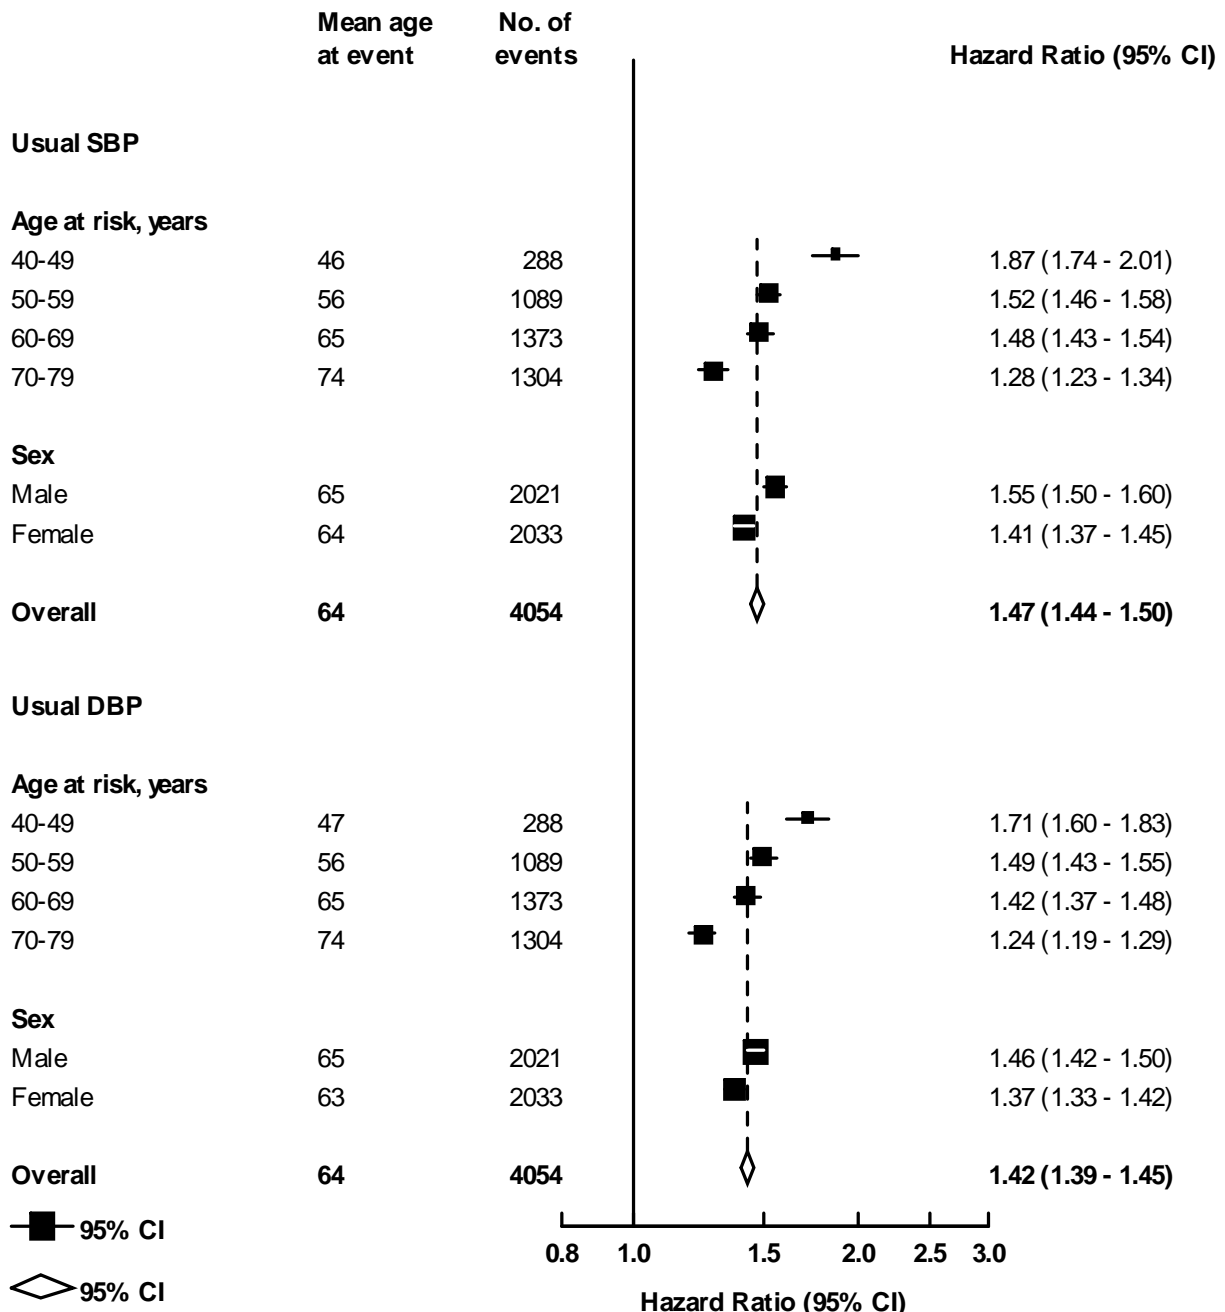 Mean age No. of
at event events Hazard Ratio (95% CI)
Usual SBP
Age at risk, years
40-49 46 288 1.87 (1.74 - 2.01)
50-59 56 1089 1.52 (1.46 - 1.58)
60-69 65 1373 1.48 (1.43 - 1.54)
70-79 74 1304 1.28 (1.23 - 1.34)
Sex
Male 65 2021 1.55 (1.50 - 1.60)
Female 64 2033 1.41 (1.37 - 1.45)
Overall 64 4054 1.47 (1.44 - 1.50)
Usual DBP
Age at risk, years
40-49 47 288 1.71 (1.60 - 1.83)
50-59 56 1089 1.49 (1.43 - 1.55)
60-69 65 1373 1.42 (1.37 - 1.48)
70-79 74 1304 1.24 (1.19 - 1.29)
Sex
Male 65 2021 1.46 (1.42 - 1.50)
Female 63 2033 1.37 (1.33 - 1.42)
Overall 64 4054 1.42 (1.39 - 1.45)
95% CI
0.8 1.0 1.5 2.0 2.5 3.0
95% CI
Hazard Ratio (95% CI)